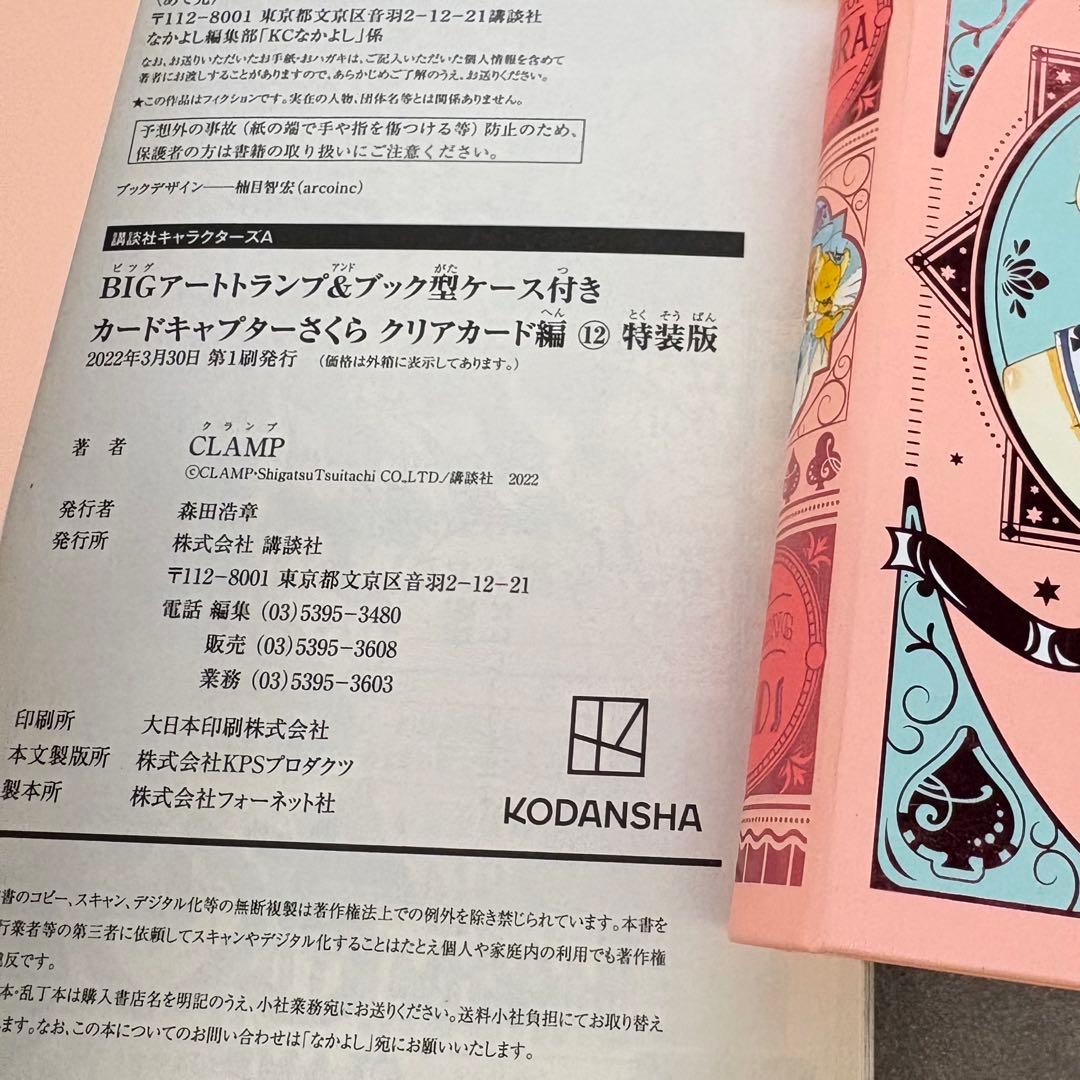 〒112-8001 東京都文京区音羽2-12-21講談社
なかよし編集部「KCなかよし」係
なお、お送りいただいたお手紙・おハガキは、ご記入いただいた個人情報を含めて
著者にお渡しすることがありますので、あらかじめご了解のうえ、お送りください。
★この作品はフィクションです。実在の人物、団体名等とは関係ありません。
予想外の事故(紙の端で手や指を傷つける等)防止のため、
保護者の方は書籍の取り扱いにご注意ください。
ブックデザイン――楠目智宏(arcoinc)
講談社キャラクターズA
ビッグ アンド がた つ
BIGアートトランプ&ブック型ケース付き
へん とく そう ばん
カードキャプターさくら クリアカード編 ⑫ 特装版
2022年3月30日 第1刷発行 (価格は外箱に表示してあります。)
クランプ
著者 CLAMP
©CLAMP・ShigatsuTsuitachi CO.,LTD/講談社 2022
発行者 森田浩章
発行所 株式会社 講談社
〒112-8001 東京都文京区音羽2-12-21
電話 編集 (03)5395-3480
販売 (03)5395-3608
業務 (03)5395-3603
印刷所 大日本印刷株式会社
本文製版所 株式会社KPSプロダクツ
製本所 株式会社フォーネット社
KODANSHA
書のコピー、スキャン、デジタル化等の無断複製は著作権法上での例外を除き禁じられています。本書を
行業者等の第三者に依頼してスキャンやデジタル化することはたとえ個人や家庭内の利用でも著作権
反です。
本・乱丁本は購入書店名を明記のうえ、小社業務宛にお送りください。送料小社負担にてお取り替え
ます。なお、この本についてのお問い合わせは「なかよし」宛にお願いいたします。